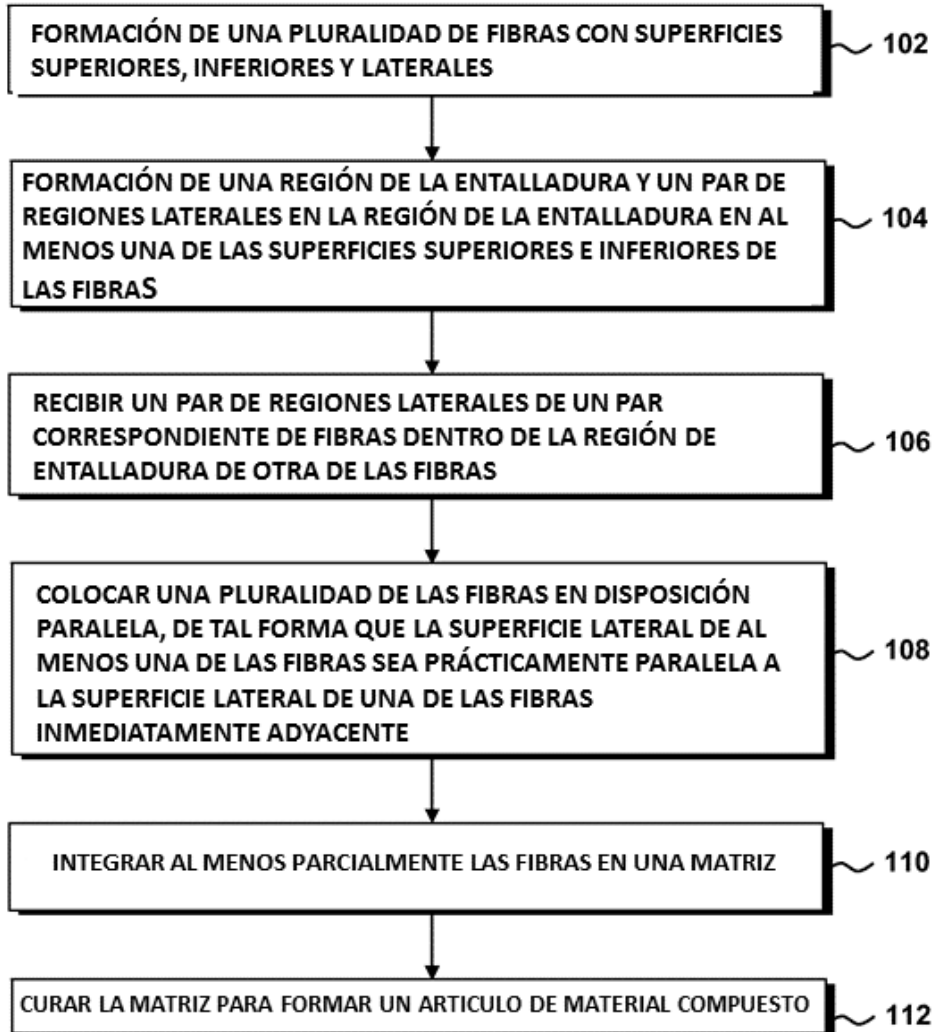 FORMACIÓN DE UNA PLURALIDAD DE FIBRAS CON SUPERFICIES
SUPERIORES, INFERIORES Y LATERALES
102
FORMACIÓN DE UNA REGIÓN DE LA ENTALLADURA Y UN PAR DE
REGIONES LATERALES EN LA REGIÓN DE LA ENTALLADURA EN AL
MENOS UNA DE LAS SUPERFICIES SUPERIORES E INFERIORES DE
LAS FIBRAS
104
RECIBIR UN PAR DE REGIONES LATERALES DE UN PAR
CORRESPONDIENTE DE FIBRAS DENTRO DE LA REGIÓN DE
ENTALLADURA DE OTRA DE LAS FIBRAS
106
COLOCAR UNA PLURALIDAD DE LAS FIBRAS EN DISPOSICIÓN
PARALELA, DE TAL FORMA QUE LA SUPERFICIE LATERAL DE AL
MENOS UNA DE LAS FIBRAS SEA PRÁCTICAMENTE PARALELA A
LA SUPERFICIE LATERAL DE UNA DE LAS FIBRAS
INMEDIATAMENTE ADYACENTE
108
INTEGRAR AL MENOS PARCIALMENTE LAS FIBRAS EN UNA MATRIZ
110
CURAR LA MATRIZ PARA FORMAR UN ARTICULO DE MATERIAL COMPUESTO
112